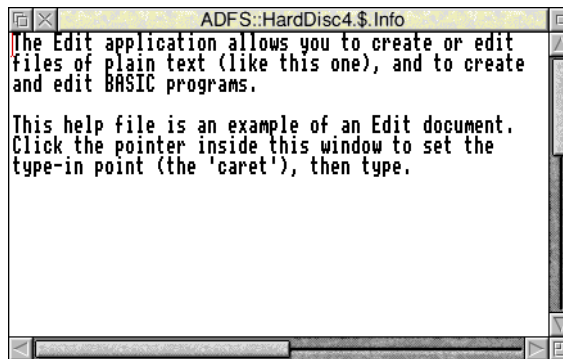 ADFS::HardDisc4.$.Info
The Edit application allows you to create or edit
files of plain text (like this one), and to create
and edit BASIC programs.
This help file is an example of an Edit document.
Click the pointer inside this window to set the
type-in point (the 'caret'), then type.